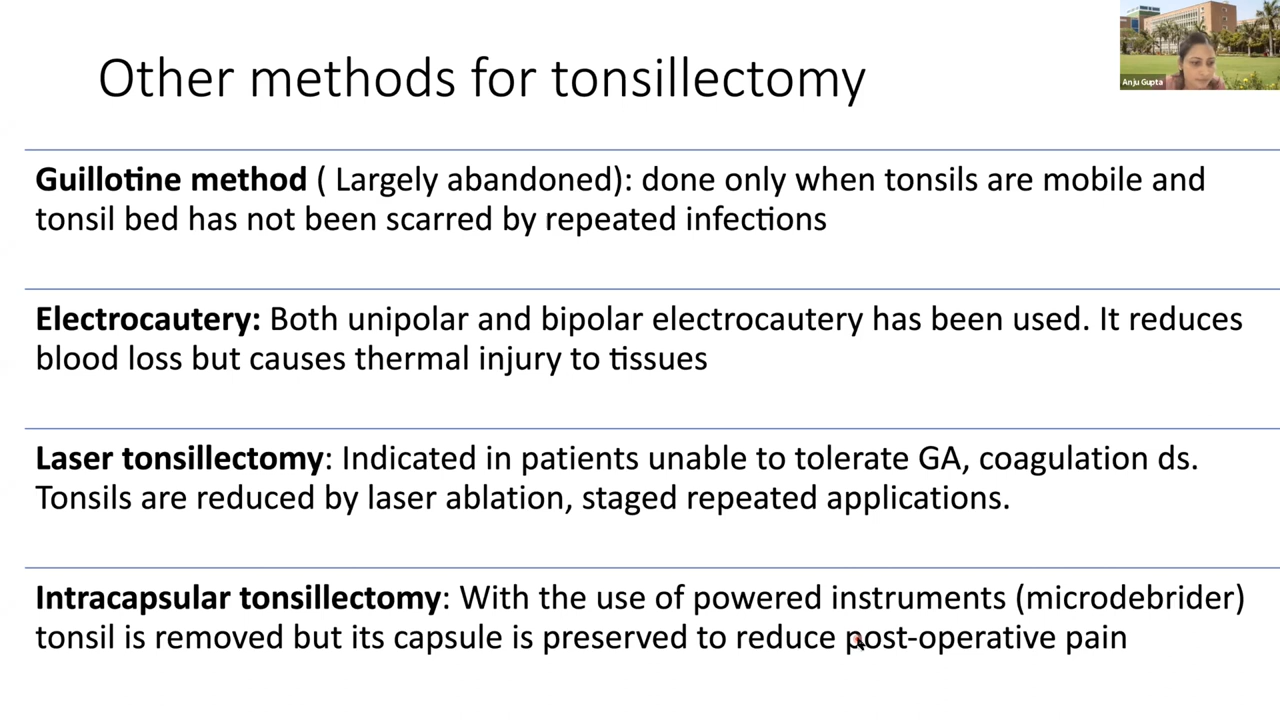 Other methods for tonsillectomy
Anju Gupta
Guillotine method ( Largely abandoned): done only when tonsils are mobile and
tonsil bed has not been scarred by repeated infections
Electrocautery: Both unipolar and bipolar electrocautery has been used. It reduces
blood loss but causes thermal injury to tissues
Laser tonsillectomy: Indicated in patients unable to tolerate GA, coagulation ds.
Tonsils are reduced by laser ablation, staged repeated applications.
Intracapsular tonsillectomy: With the use of powered instruments (microdebrider)
tonsil is removed but its capsule is preserved to reduce post-operative pain